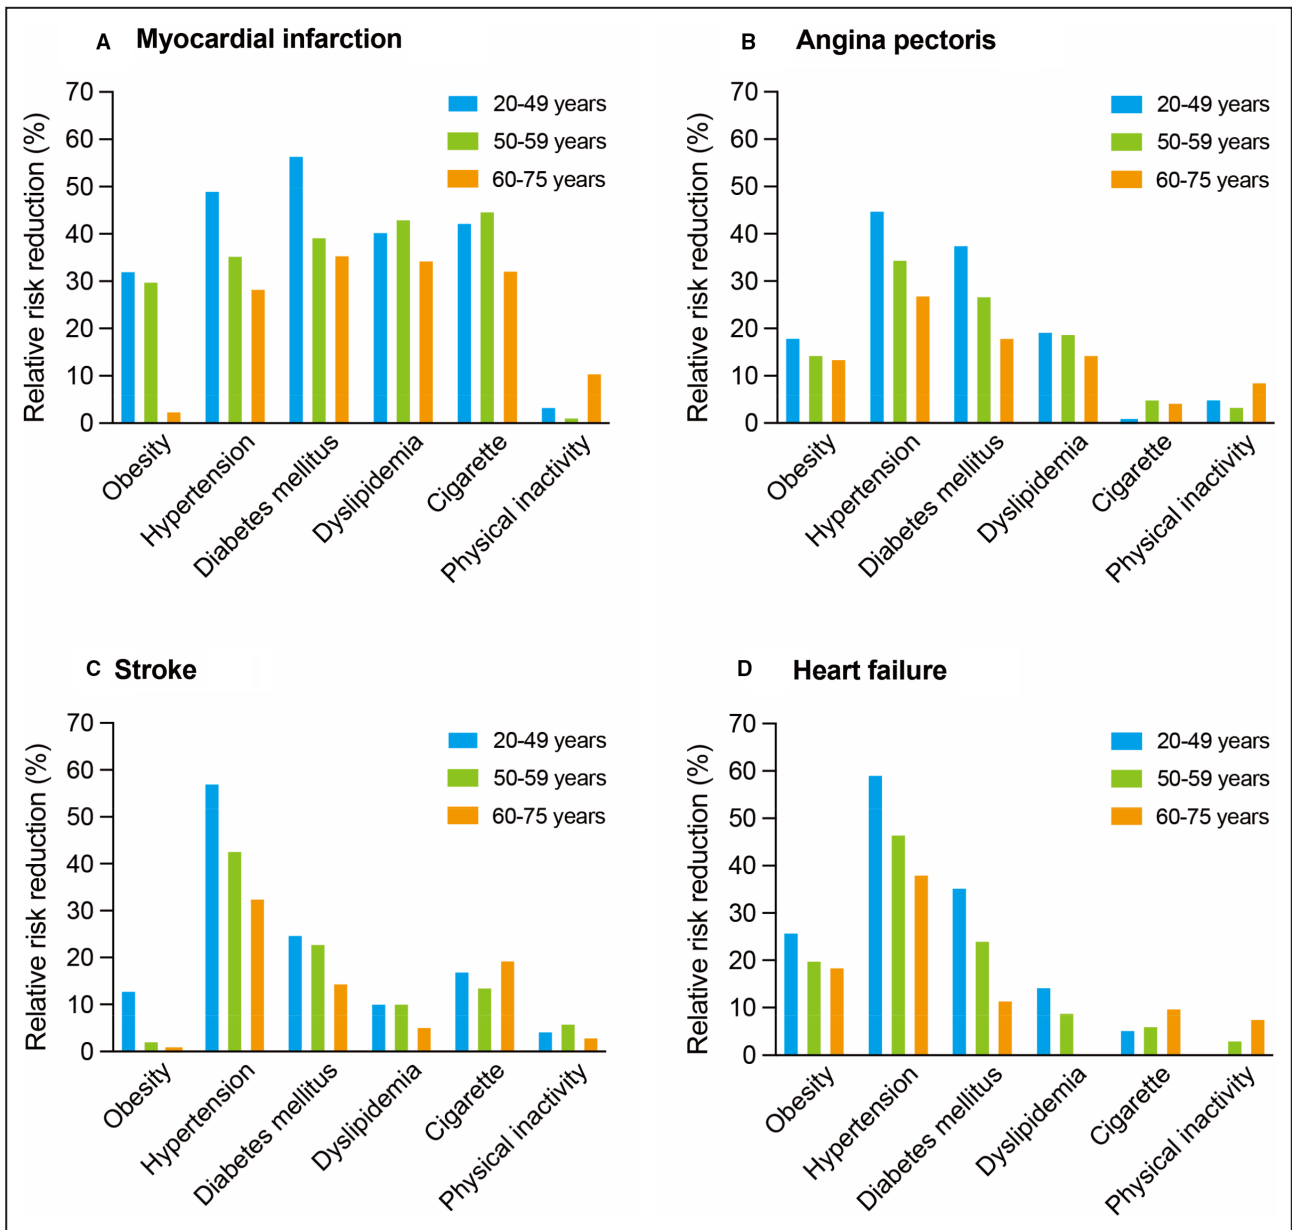 A Myocardial infarction
Relative risk reduction (%)
70
60
50
40
30
20
10
0
20-49 years
50-59 years
60-75 years
Obesity
Hypertension
Diabetes mellitus
Dyslipidemia
Cigarette
Physical inactivity
B Angina pectoris
Relative risk reduction (%)
70
60
50
40
30
20
10
0
20-49 years
50-59 years
60-75 years
Obesity
Hypertension
Diabetes mellitus
Dyslipidemia
Cigarette
Physical inactivity
C Stroke
Relative risk reduction (%)
70
60
50
40
30
20
10
0
20-49 years
50-59 years
60-75 years
Obesity
Hypertension
Diabetes mellitus
Dyslipidemia
Cigarette
Physical inactivity
D Heart failure
Relative risk reduction (%)
70
60
50
40
30
20
10
0
20-49 years
50-59 years
60-75 years
Obesity
Hypertension
Diabetes mellitus
Dyslipidemia
Cigarette
Physical inactivity